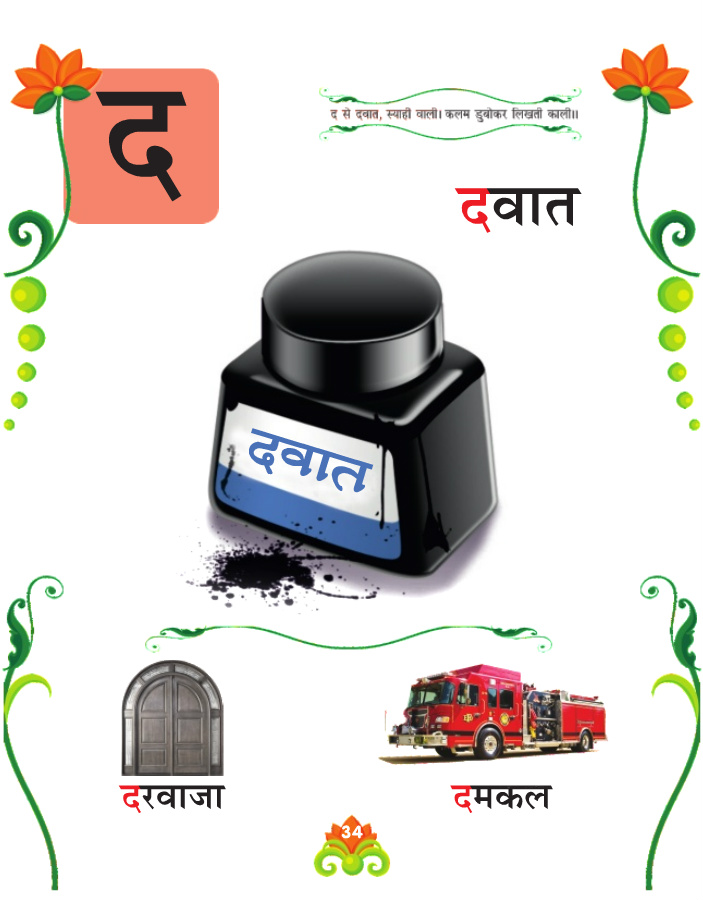 द
द से दवात, स्याही वाली। कलम डुबोकर लिखती काली॥
दवात
दवात
दरवाजा
दमकल
34